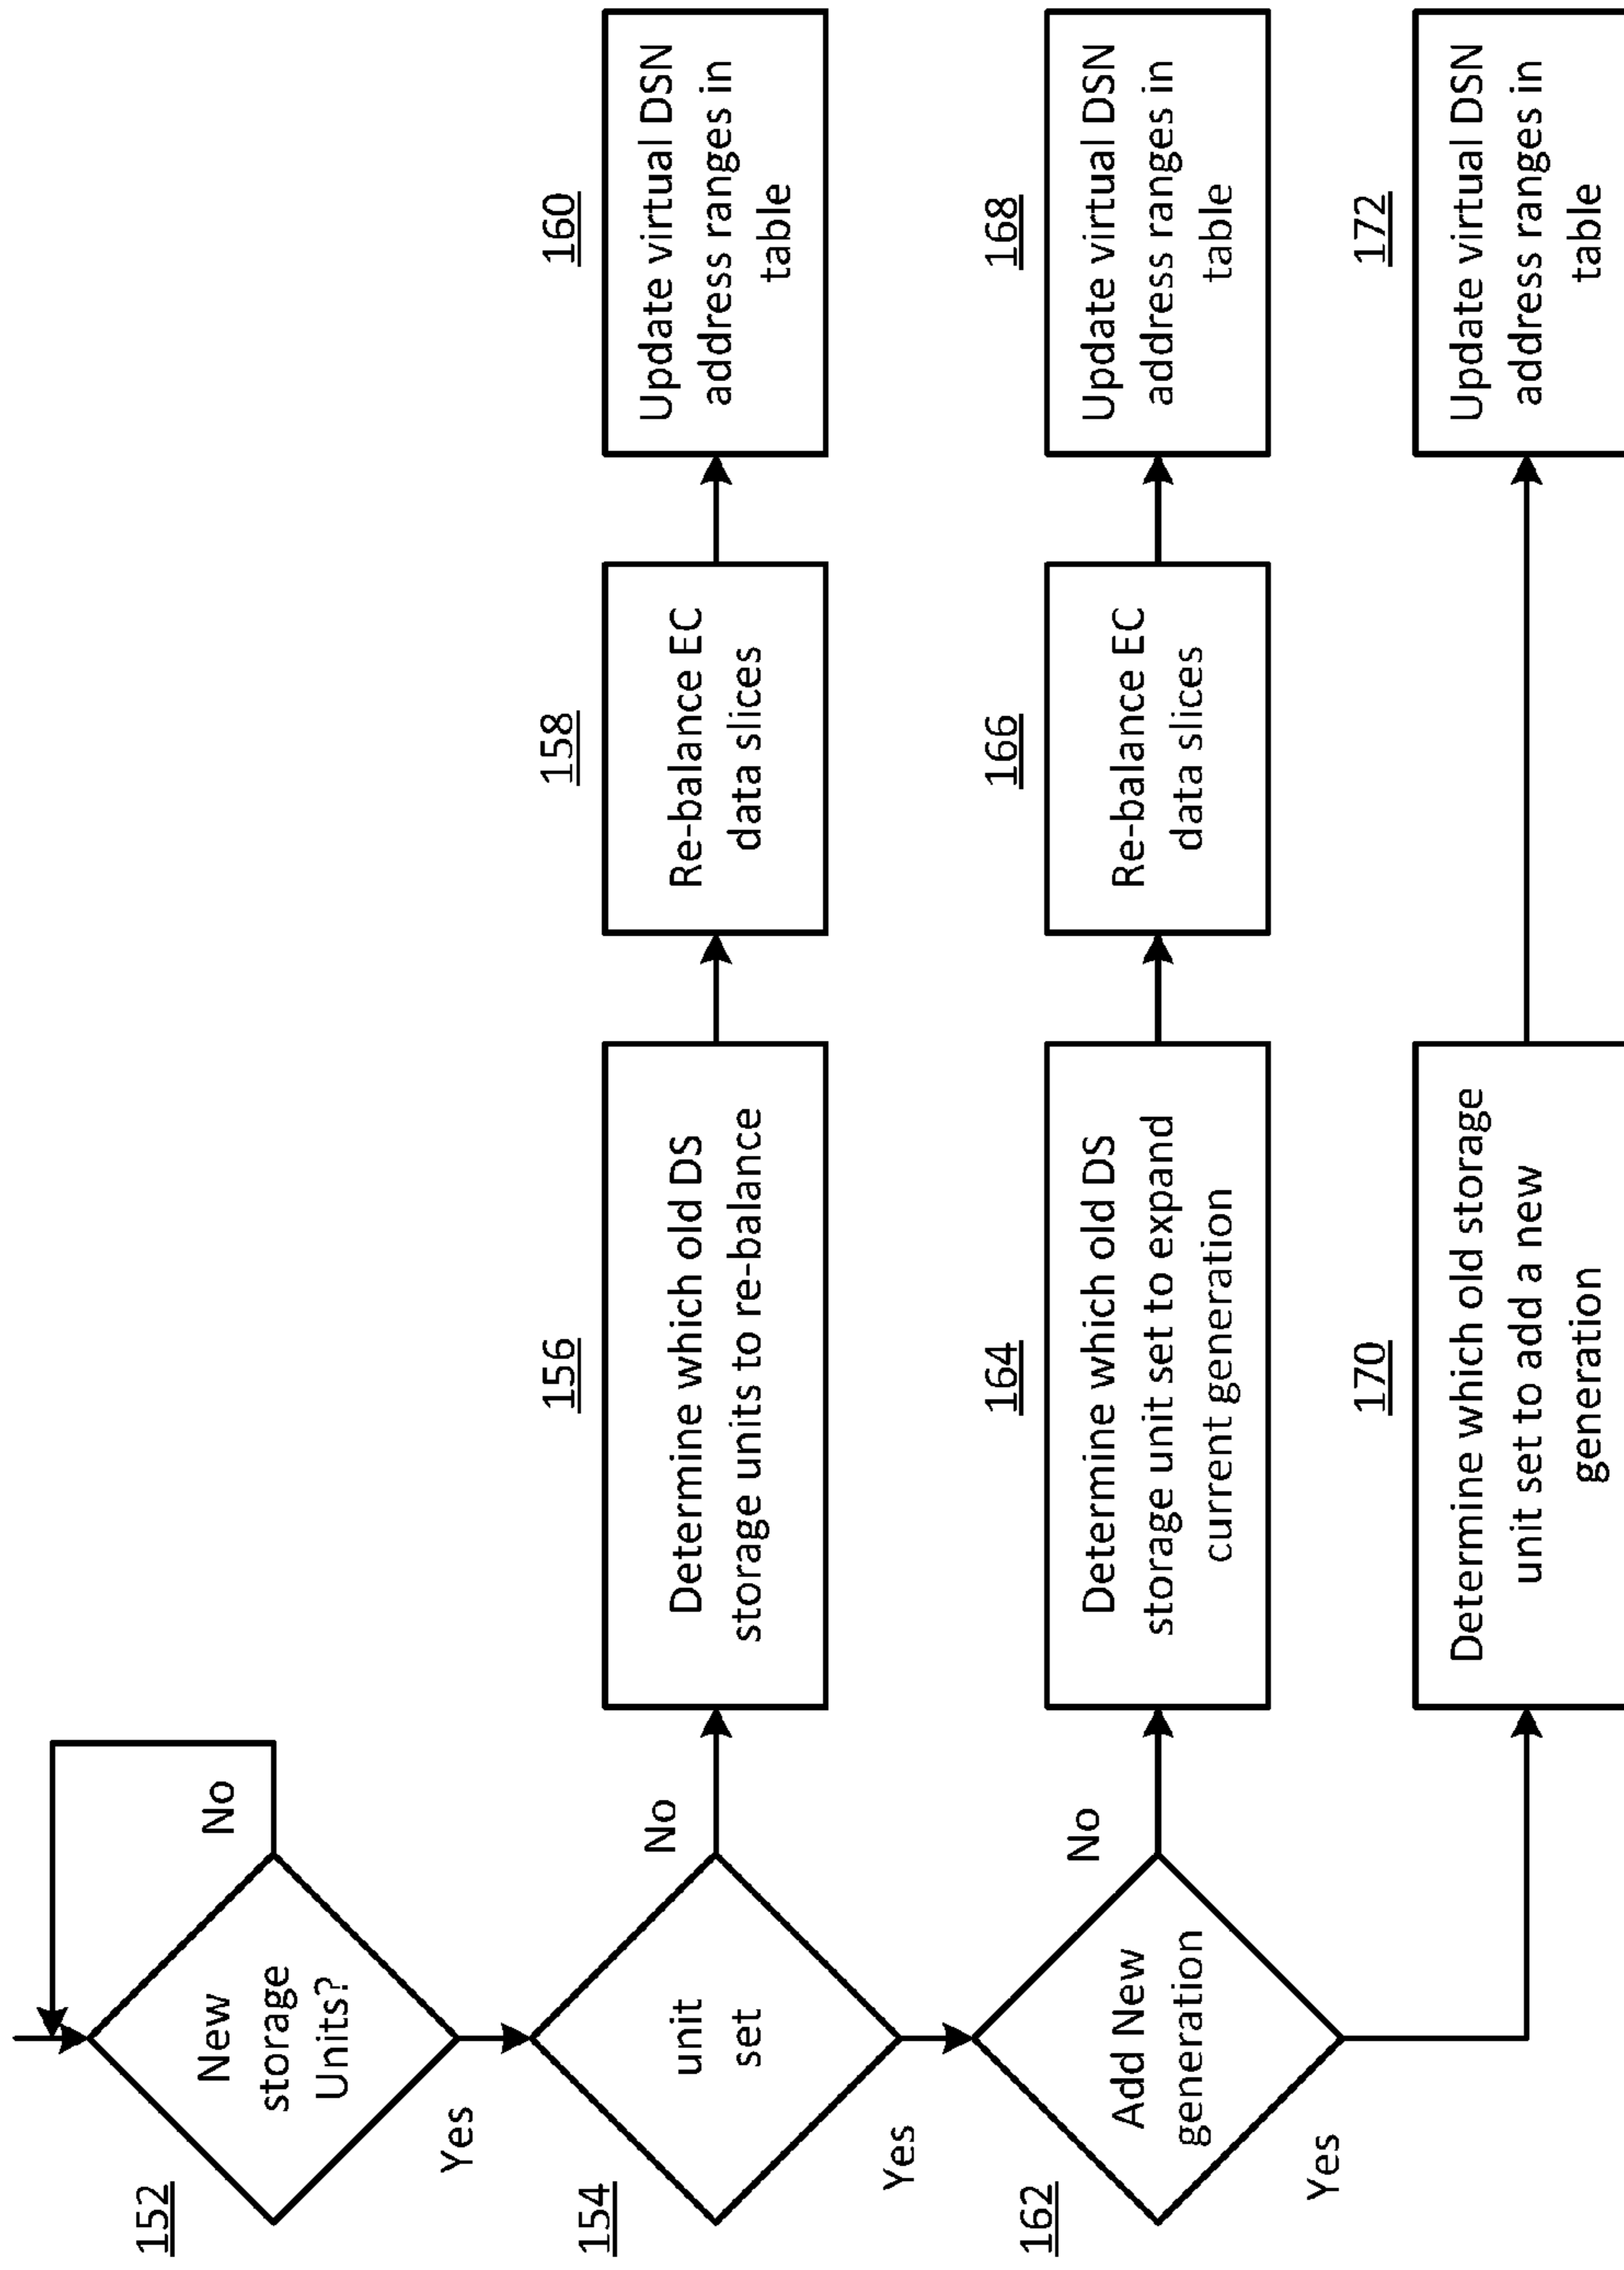 152
New
storage
Units?
No
Yes
154
unit
set
No
Yes
156
Determine which old DS
storage units to re-balance
158
Re-balance EC
data slices
160
Update virtual DSN
address ranges in
table
162
Add New
generation
No
Yes
164
Determine which old DS
storage unit set to expand
current generation
166
Re-balance EC
data slices
168
Update virtual DSN
address ranges in
table
170
Determine which old storage
unit set to add a new
generation
172
Update virtual DSN
address ranges in
table